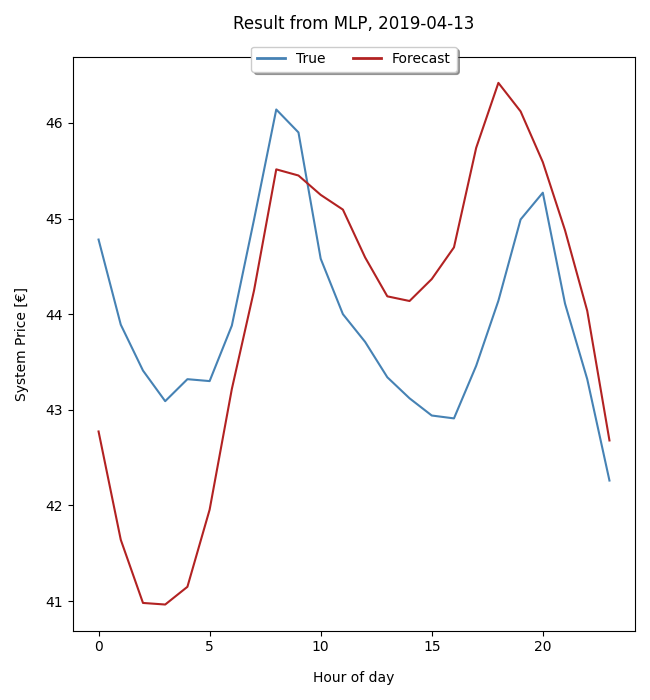 Result from MLP, 2019-04-13
True Forecast
46
45
44
43
42
41
System Price [€]
0 5 10 15 20
Hour of day